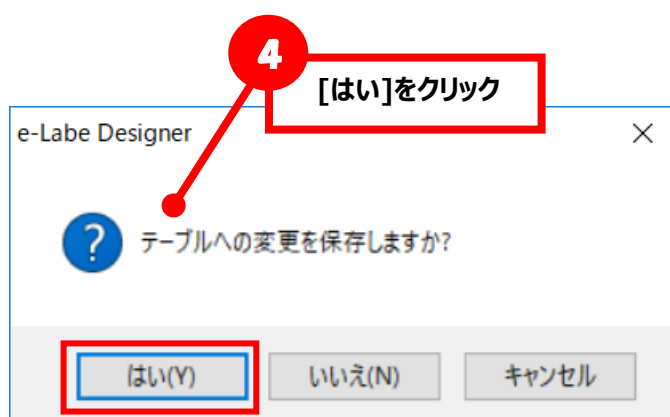 4
[はい]をクリック
e-Labe Designer
?
テーブルへの変更を保存しますか?
はい(Y)
いいえ(N)
キャンセル